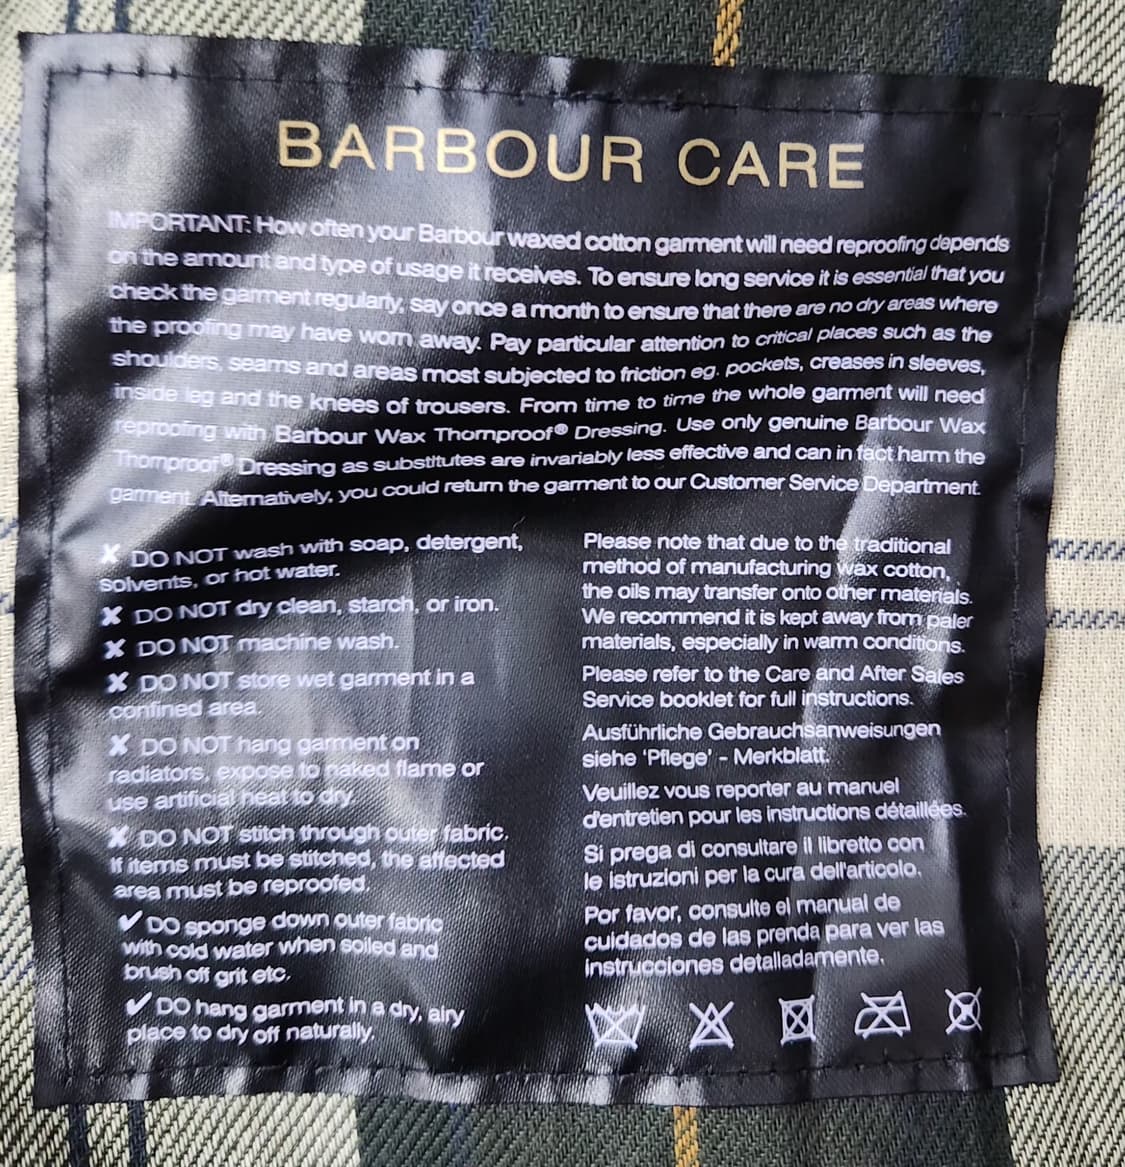 BARBOUR CARE
IMPORTANT: How often your Barbour waxed cotton garment will need reproofing depends
on the amount and type of usage it receives. To ensure long service it is essential that you
check the garment regularly, say once a month to ensure that there are no dry areas where
the proofing may have worn away. Pay particular attention to critical places such as the
shoulders, seams and areas most subjected to friction eg. pockets, creases in sleeves,
inside leg and the knees of trousers. From time to time the whole garment will need
reproofing with Barbour Wax Thornproof® Dressing. Use only genuine Barbour Wax
Thornproof® Dressing as substitutes are invariably less effective and can in fact harm the
garment. Alternatively, you could return the garment to our Customer Service Department.
✘ DO NOT wash with soap, detergent,
solvents, or hot water.
✘ DO NOT dry clean, starch, or iron.
✘ DO NOT machine wash.
✘ DO NOT store wet garment in a
confined area.
✘ DO NOT hang garment on
radiators, expose to naked flame or
use artificial heat to dry.
✘ DO NOT stitch through outer fabric.
If items must be stitched, the affected
area must be reproofed.
✔ DO sponge down outer fabric
with cold water when soiled and
brush off grit etc.
✔ DO hang garment in a dry, airy
place to dry off naturally.
Please note that due to the traditional
method of manufacturing wax cotton,
the oils may transfer onto other materials.
We recommend it is kept away from paler
materials, especially in warm conditions.
Please refer to the Care and After Sales
Service booklet for full instructions.
Ausführliche Gebrauchsanweisungen
siehe 'Pflege' - Merkblatt.
Veuillez vous reporter au manuel
d'entretien pour les instructions détaillées.
Si prega di consultare il libretto con
le istruzioni per la cura dell'articolo.
Por favor, consulte el manual de
cuidados de las prenda para ver las
instrucciones detalladamente.